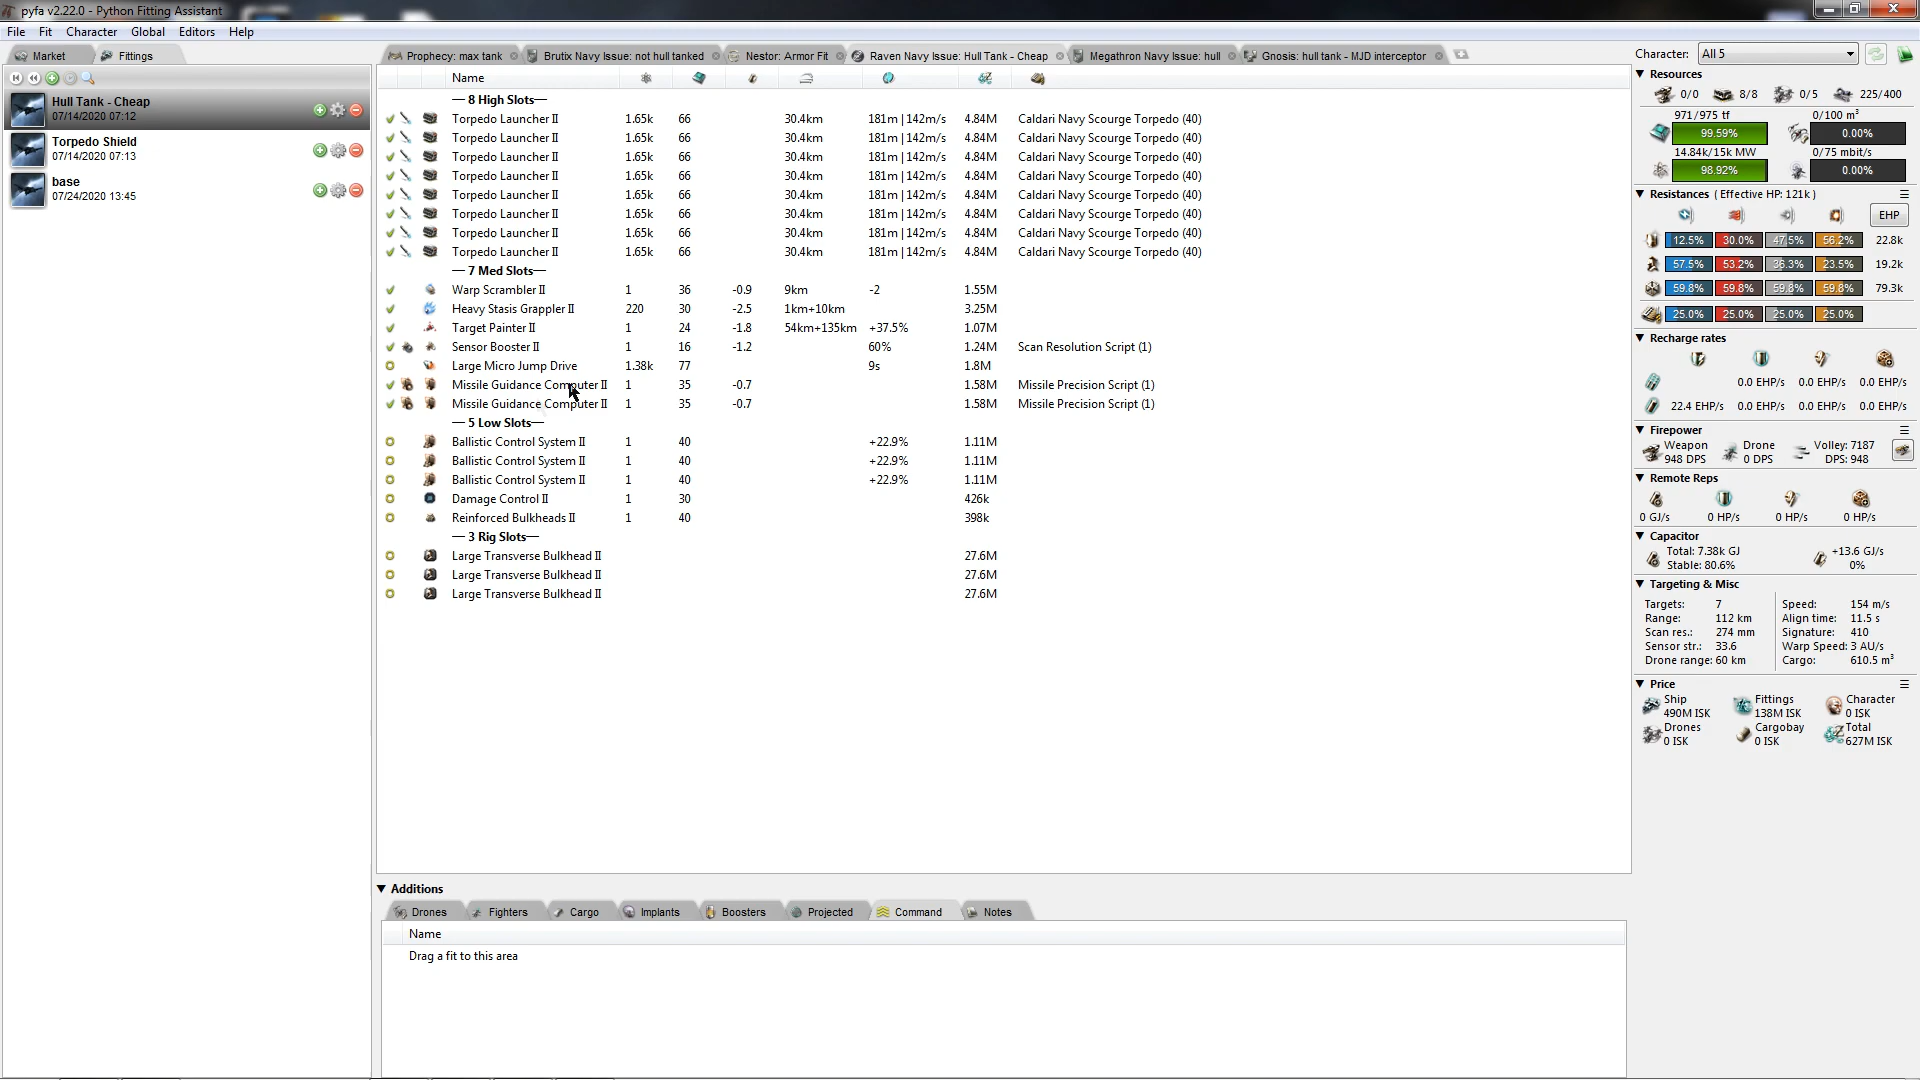 pyfa v2.22.0 - Python Fitting Assistant
File Fit Character Global Editors Help
Market Fittings
Prophecy: max tank Brutix Navy Issue: not hull tanked Nestor: Armor Fit Raven Navy Issue: Hull Tank - Cheap Megathron Navy Issue: hull Gnosis: hull tank - MJD interceptor
Character: All 5
Hull Tank - Cheap
07/14/2020 07:12
Torpedo Shield
07/14/2020 07:13
base
07/24/2020 13:45
Name
— 8 High Slots—
Torpedo Launcher II 1.65k 66 30.4km 181m | 142m/s 4.84M Caldari Navy Scourge Torpedo (40)
Torpedo Launcher II 1.65k 66 30.4km 181m | 142m/s 4.84M Caldari Navy Scourge Torpedo (40)
Torpedo Launcher II 1.65k 66 30.4km 181m | 142m/s 4.84M Caldari Navy Scourge Torpedo (40)
Torpedo Launcher II 1.65k 66 30.4km 181m | 142m/s 4.84M Caldari Navy Scourge Torpedo (40)
Torpedo Launcher II 1.65k 66 30.4km 181m | 142m/s 4.84M Caldari Navy Scourge Torpedo (40)
Torpedo Launcher II 1.65k 66 30.4km 181m | 142m/s 4.84M Caldari Navy Scourge Torpedo (40)
Torpedo Launcher II 1.65k 66 30.4km 181m | 142m/s 4.84M Caldari Navy Scourge Torpedo (40)
Torpedo Launcher II 1.65k 66 30.4km 181m | 142m/s 4.84M Caldari Navy Scourge Torpedo (40)
— 7 Med Slots—
Warp Scrambler II 1 36 -0.9 9km -2 1.55M
Heavy Stasis Grappler II 220 30 -2.5 1km+10km 3.25M
Target Painter II 1 24 -1.8 54km+135km +37.5% 1.07M
Sensor Booster II 1 16 -1.2 60% 1.24M Scan Resolution Script (1)
Large Micro Jump Drive 1.38k 77 9s 1.8M
Missile Guidance Computer II 1 35 -0.7 1.58M Missile Precision Script (1)
Missile Guidance Computer II 1 35 -0.7 1.58M Missile Precision Script (1)
— 5 Low Slots—
Ballistic Control System II 1 40 +22.9% 1.11M
Ballistic Control System II 1 40 +22.9% 1.11M
Ballistic Control System II 1 40 +22.9% 1.11M
Damage Control II 1 30 426k
Reinforced Bulkheads II 1 40 398k
— 3 Rig Slots—
Large Transverse Bulkhead II 27.6M
Large Transverse Bulkhead II 27.6M
Large Transverse Bulkhead II 27.6M
Additions
Drones Fighters Cargo Implants Boosters Projected Command Notes
Name
Drag a fit to this area
Resources
0/0 8/8 0/5 225/400
971/975 tf 0/100 m³
99.59% 0.00%
14.84k/15k MW 0/75 mbit/s
98.92% 0.00%
Resistances ( Effective HP: 121k )
EHP
12.5% 30.0% 47.5% 56.2% 22.8k
57.5% 53.2% 36.3% 23.5% 19.2k
59.8% 59.8% 59.8% 59.8% 79.3k
25.0% 25.0% 25.0% 25.0%
Recharge rates
0.0 EHP/s 0.0 EHP/s 0.0 EHP/s
22.4 EHP/s 0.0 EHP/s 0.0 EHP/s 0.0 EHP/s
Firepower
Weapon Drone Volley: 7187
948 DPS 0 DPS DPS: 948
Remote Reps
0 GJ/s 0 HP/s 0 HP/s 0 HP/s
Capacitor
Total: 7.38k GJ +13.6 GJ/s
Stable: 80.6% 0%
Targeting & Misc
Targets: 7 Speed: 154 m/s
Range: 112 km Align time: 11.5 s
Scan res.: 274 mm Signature: 410
Sensor str.: 33.6 Warp Speed: 3 AU/s
Drone range: 60 km Cargo: 610.5 m³
Price
Ship Fittings Character
490M ISK 138M ISK 0 ISK
Drones Cargobay Total
0 ISK 0 ISK 627M ISK